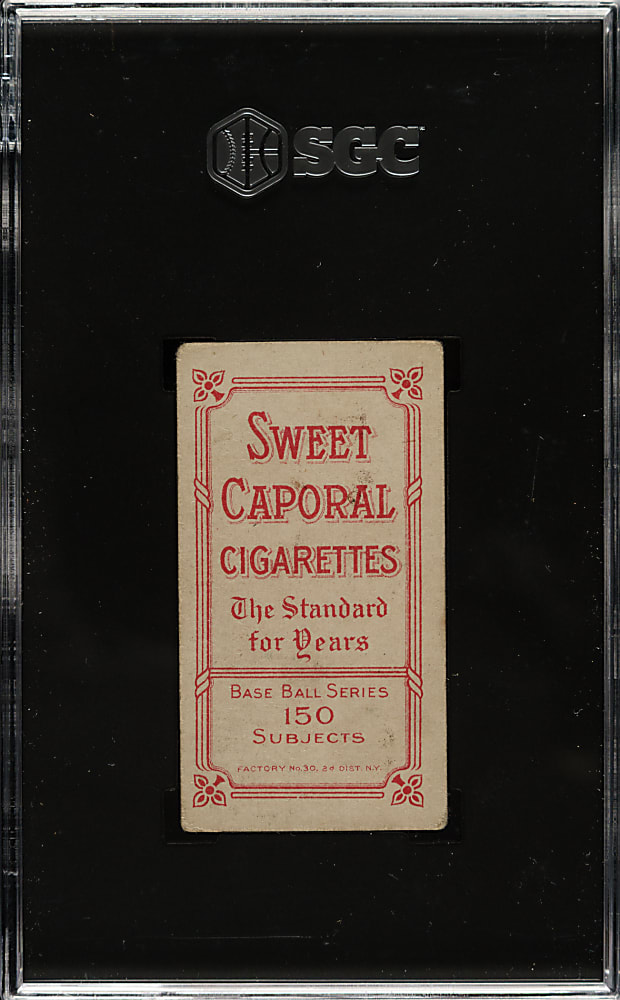 SGC
SWEET
CAPORAL
CIGARETTES
The Standard
for Years
BASE BALL SERIES
150
SUBJECTS
FACTORY No.30, 2d DIST. N.Y.